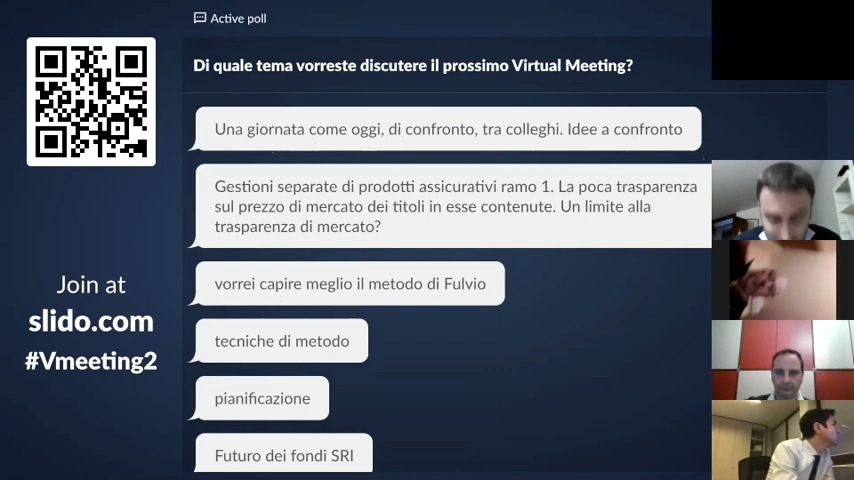 Active poll
Di quale tema vorreste discutere il prossimo Virtual Meeting?
Una giornata come oggi, di confronto, tra colleghi. Idee a confronto
Gestioni separate di prodotti assicurativi ramo 1. La poca trasparenza
sul prezzo di mercato dei titoli in esse contenute. Un limite alla
trasparenza di mercato?
vorrei capire meglio il metodo di Fulvio
tecniche di metodo
pianificazione
Futuro dei fondi SRI
Join at
slido.com
#Vmeeting2